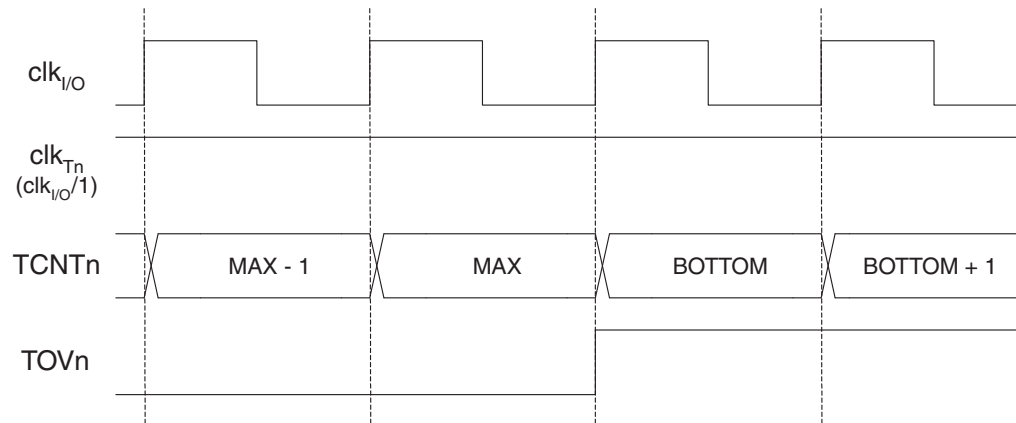 clkI/O
clkTn
(clkI/O/1)
TCNTn MAX - 1 MAX BOTTOM BOTTOM + 1
TOVn